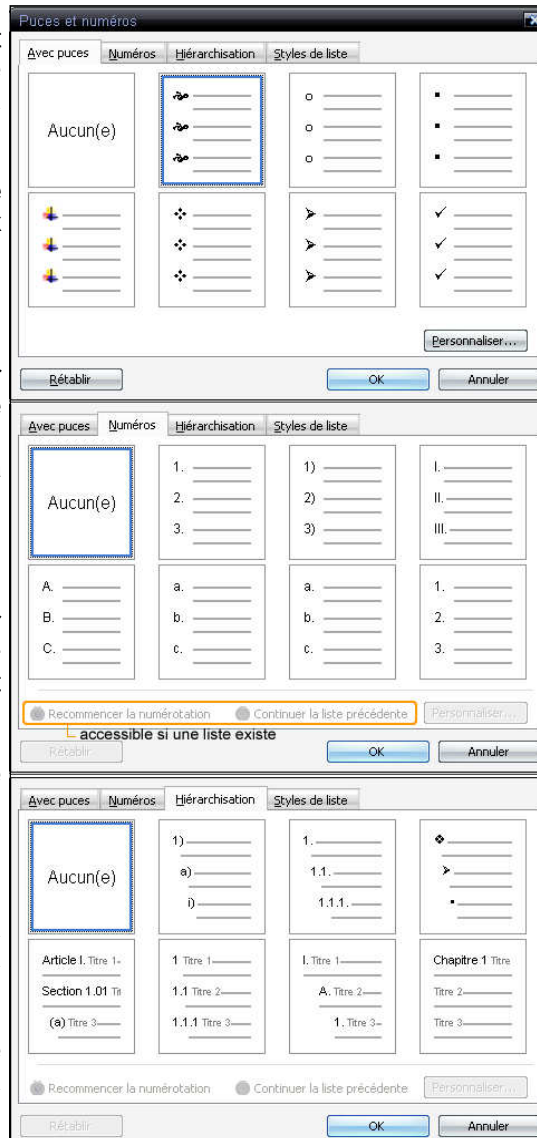 Puces et numéros
Avec puces Numéros Hiérarchisation Styles de liste
Aucun(e)
Personnaliser...
Rétablir OK Annuler
Avec puces Numéros Hiérarchisation Styles de liste
Aucun(e) 1. 1) I.
2. 2) II.
3. 3) III.
A. a. a. 1.
B. b. b. 2.
C. c. c. 3.
Recommencer la numérotation Continuer la liste précédente Personnaliser...
accessible si une liste existe
Rétablir OK Annuler
Avec puces Numéros Hiérarchisation Styles de liste
Aucun(e) 1) 1.
a) 1.1.
i) 1.1.1.
Article I. Titre 1 1 Titre 1 I. Titre 1 Chapitre 1 Titre
Section 1.01 Tit 1.1 Titre 2 A. Titre 2 Titre 2
(a) Titre 3 1.1.1 Titre 3 1. Titre 3 Titre 3
Recommencer la numérotation Continuer la liste précédente Personnaliser...
Rétablir OK Annuler